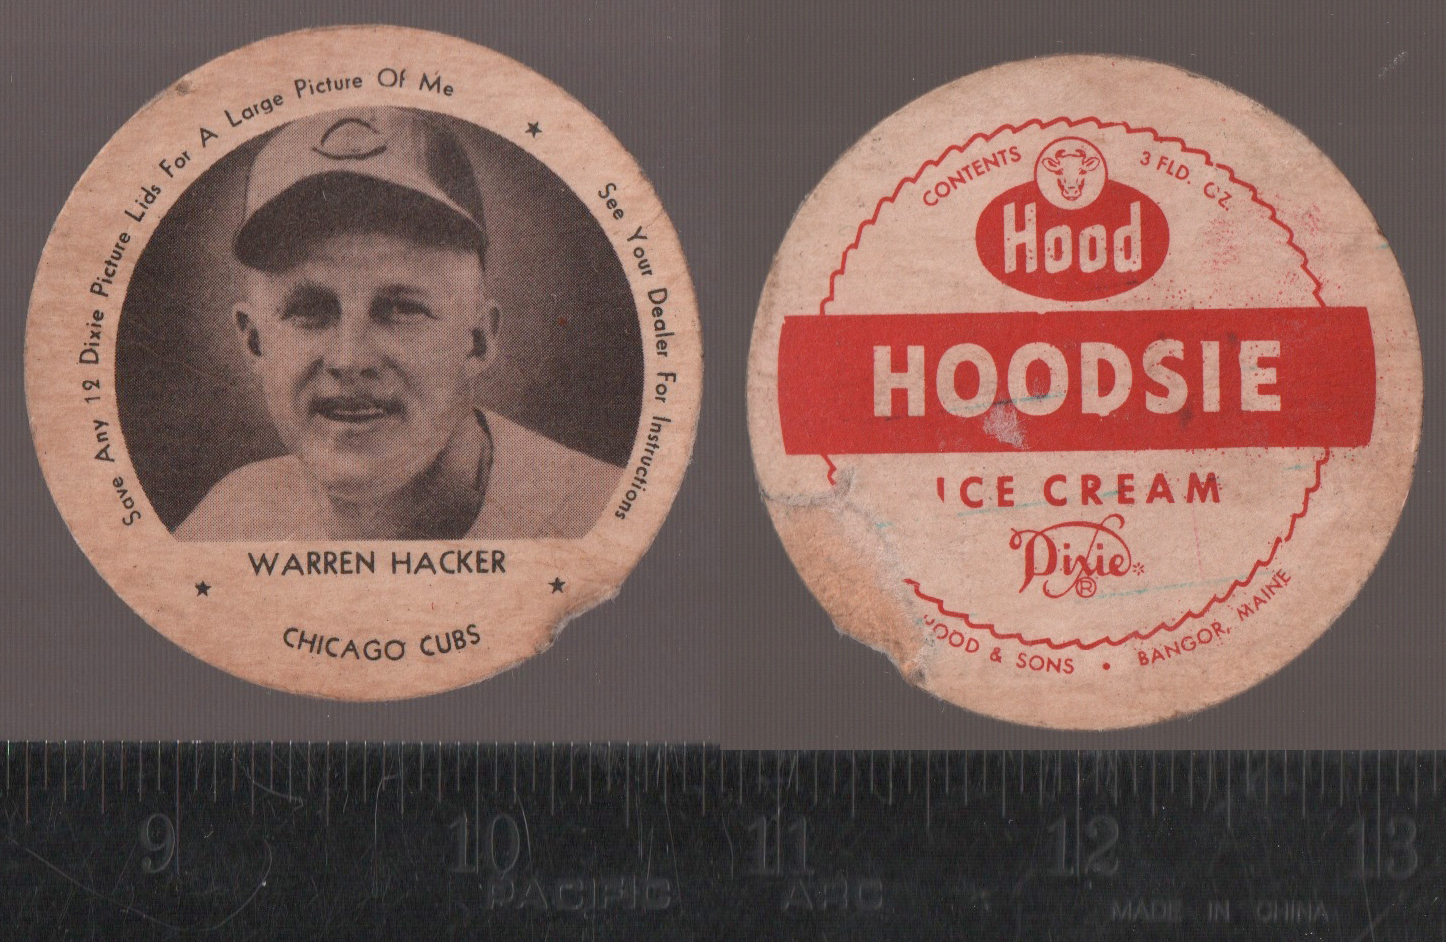 Save Any 12 Dixie Picture Lids For A Large Picture Of Me
See Your Dealer For Instructions
WARREN HACKER
CHICAGO CUBS
CONTENTS 3 FLD. OZ.
Hood
HOODSIE
ICE CREAM
Dixie®
HOOD & SONS • BANGOR, MAINE
9 10 11 12 13
PACIFIC ARC
MADE IN CHINA